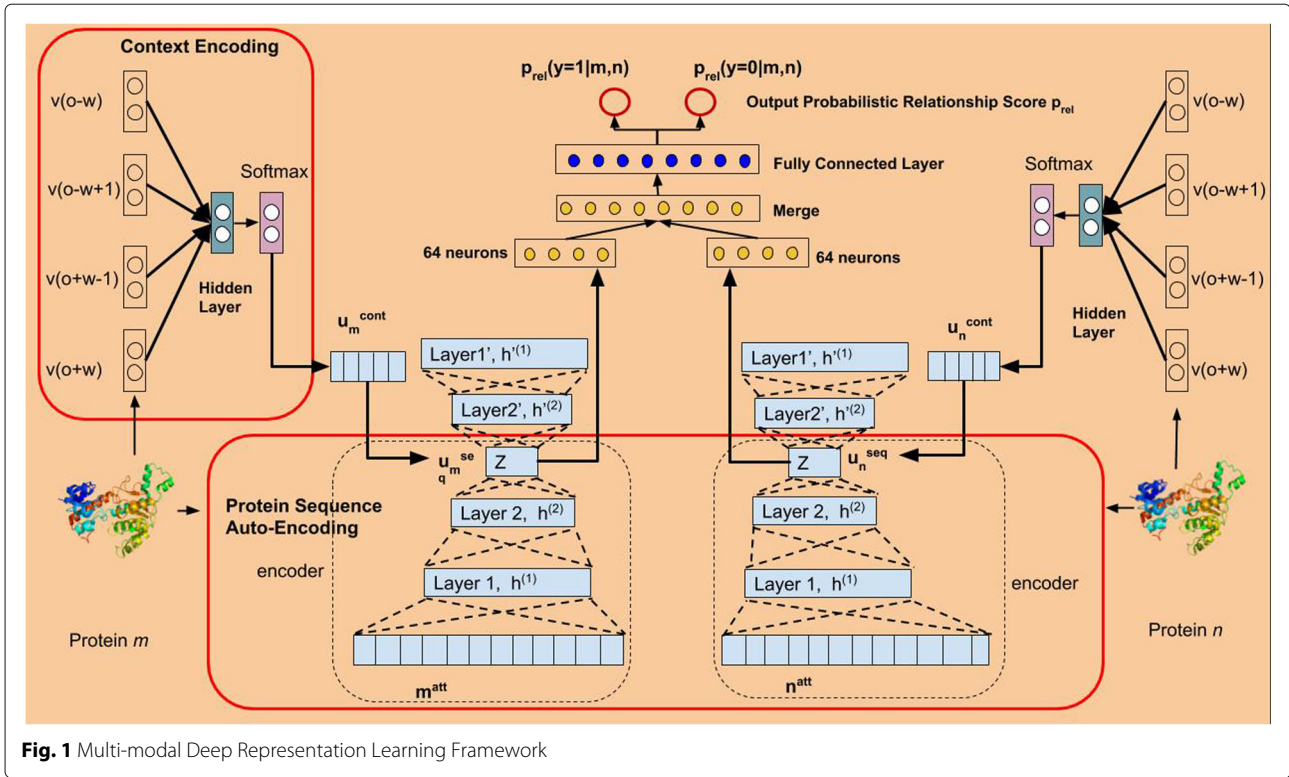 Context Encoding
v(o-w)
v(o-w+1)
v(o+w-1)
v(o+w)
Softmax
Hidden
Layer
p_rel(y=1|m,n)
p_rel(y=0|m,n)
Output Probabilistic Relationship Score p_rel
Fully Connected Layer
Merge
64 neurons
64 neurons
v(o-w)
Softmax
v(o-w+1)
v(o+w-1)
Hidden
Layer
v(o+w)
u_m^cont
Layer1', h'^(1)
Layer2', h'^(2)
u_m^se
q
Z
Layer 2, h^(2)
Layer 1, h^(1)
m^att
u_n^cont
Layer1', h'^(1)
Layer2', h'^(2)
Z
u_n^seq
Layer 2, h^(2)
Layer 1, h^(1)
n^att
Protein Sequence
Auto-Encoding
encoder
encoder
Protein m
Protein n
Fig. 1 Multi-modal Deep Representation Learning Framework